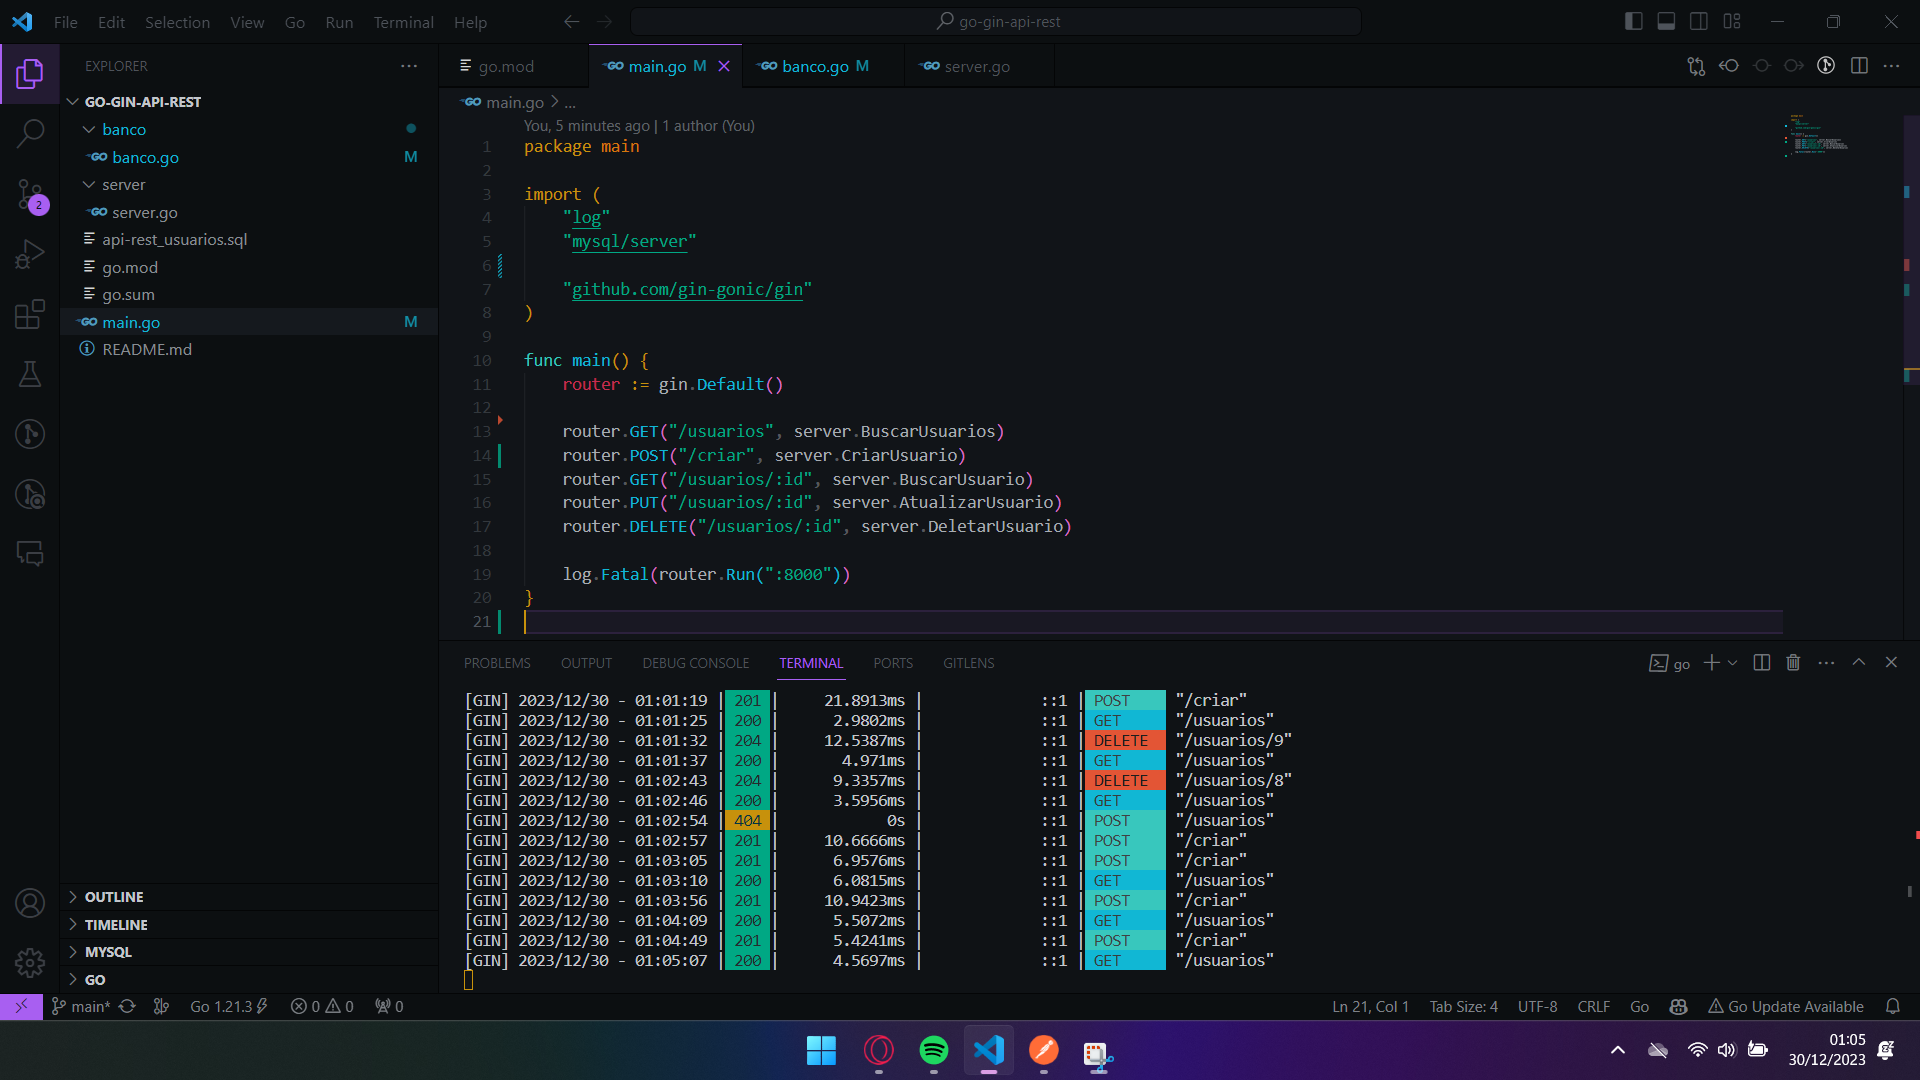 File Edit Selection View Go Run Terminal Help
go-gin-api-rest
EXPLORER
GO-GIN-API-REST
banco
banco.go M
server
server.go
api-rest_usuarios.sql
go.mod
go.sum
main.go M
README.md
OUTLINE
TIMELINE
MYSQL
GO
2
go.mod
main.go M
banco.go M
server.go
main.go > ...
You, 5 minutes ago | 1 author (You)
1 package main
2
3 import (
4 "log"
5 "mysql/server"
6
7 "github.com/gin-gonic/gin"
8 )
9
10 func main() {
11 router := gin.Default()
12
13 router.GET("/usuarios", server.BuscarUsuarios)
14 router.POST("/criar", server.CriarUsuario)
15 router.GET("/usuarios/:id", server.BuscarUsuario)
16 router.PUT("/usuarios/:id", server.AtualizarUsuario)
17 router.DELETE("/usuarios/:id", server.DeletarUsuario)
18
19 log.Fatal(router.Run(":8000"))
20 }
21
PROBLEMS OUTPUT DEBUG CONSOLE TERMINAL PORTS GITLENS
go
[GIN] 2023/12/30 - 01:01:19 | 201 | 21.8913ms | ::1 | POST "/criar"
[GIN] 2023/12/30 - 01:01:25 | 200 | 2.9802ms | ::1 | GET "/usuarios"
[GIN] 2023/12/30 - 01:01:32 | 204 | 12.5387ms | ::1 | DELETE "/usuarios/9"
[GIN] 2023/12/30 - 01:01:37 | 200 | 4.971ms | ::1 | GET "/usuarios"
[GIN] 2023/12/30 - 01:02:43 | 204 | 9.3357ms | ::1 | DELETE "/usuarios/8"
[GIN] 2023/12/30 - 01:02:46 | 200 | 3.5956ms | ::1 | GET "/usuarios"
[GIN] 2023/12/30 - 01:02:54 | 404 | 0s | ::1 | POST "/usuarios"
[GIN] 2023/12/30 - 01:02:57 | 201 | 10.6666ms | ::1 | POST "/criar"
[GIN] 2023/12/30 - 01:03:05 | 201 | 6.9576ms | ::1 | POST "/criar"
[GIN] 2023/12/30 - 01:03:10 | 200 | 6.0815ms | ::1 | GET "/usuarios"
[GIN] 2023/12/30 - 01:03:56 | 201 | 10.9423ms | ::1 | POST "/criar"
[GIN] 2023/12/30 - 01:04:09 | 200 | 5.5072ms | ::1 | GET "/usuarios"
[GIN] 2023/12/30 - 01:04:49 | 201 | 5.4241ms | ::1 | POST "/criar"
[GIN] 2023/12/30 - 01:05:07 | 200 | 4.5697ms | ::1 | GET "/usuarios"
main* Go 1.21.3 0 0 0
Ln 21, Col 1 Tab Size: 4 UTF-8 CRLF Go Go Update Available
01:05
30/12/2023